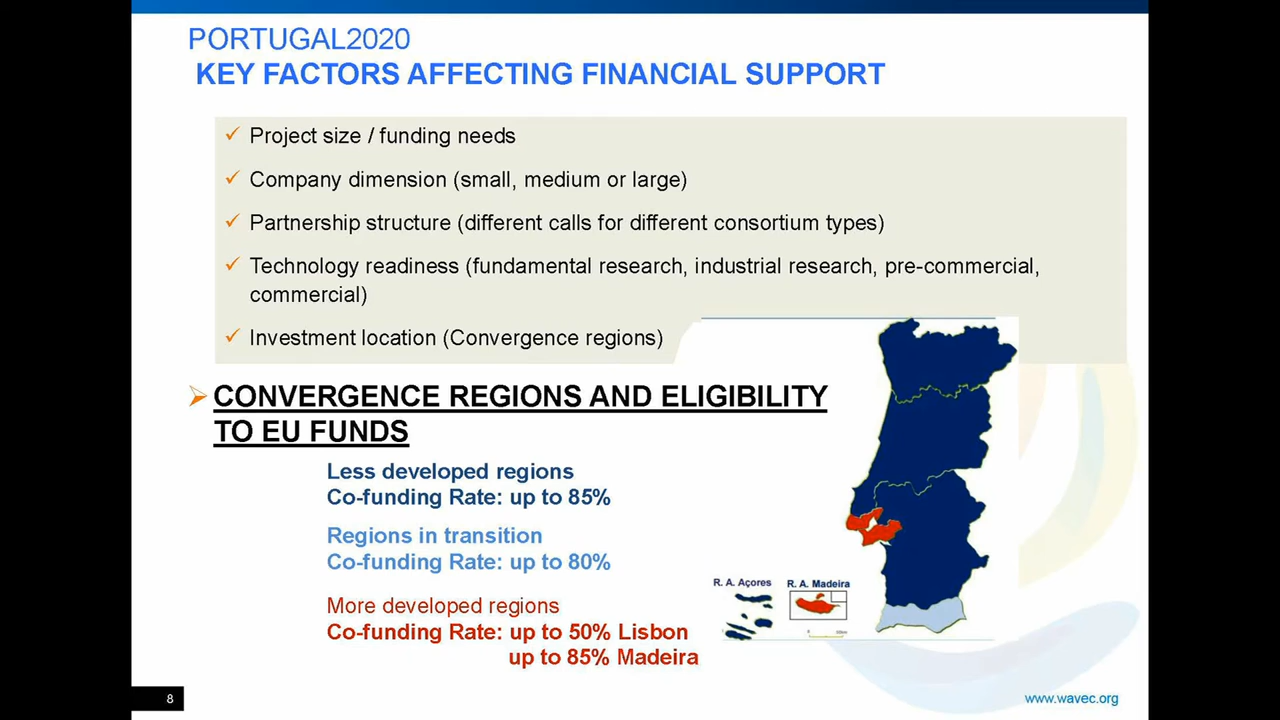 PORTUGAL2020
KEY FACTORS AFFECTING FINANCIAL SUPPORT
Project size / funding needs
Company dimension (small, medium or large)
Partnership structure (different calls for different consortium types)
Technology readiness (fundamental research, industrial research, pre-commercial,
commercial)
Investment location (Convergence regions)
CONVERGENCE REGIONS AND ELIGIBILITY
TO EU FUNDS
Less developed regions
Co-funding Rate: up to 85%
Regions in transition
Co-funding Rate: up to 80%
More developed regions
Co-funding Rate: up to 50% Lisbon
up to 85% Madeira
R. A. Açores
R. A. Madeira
8
www.wavec.org